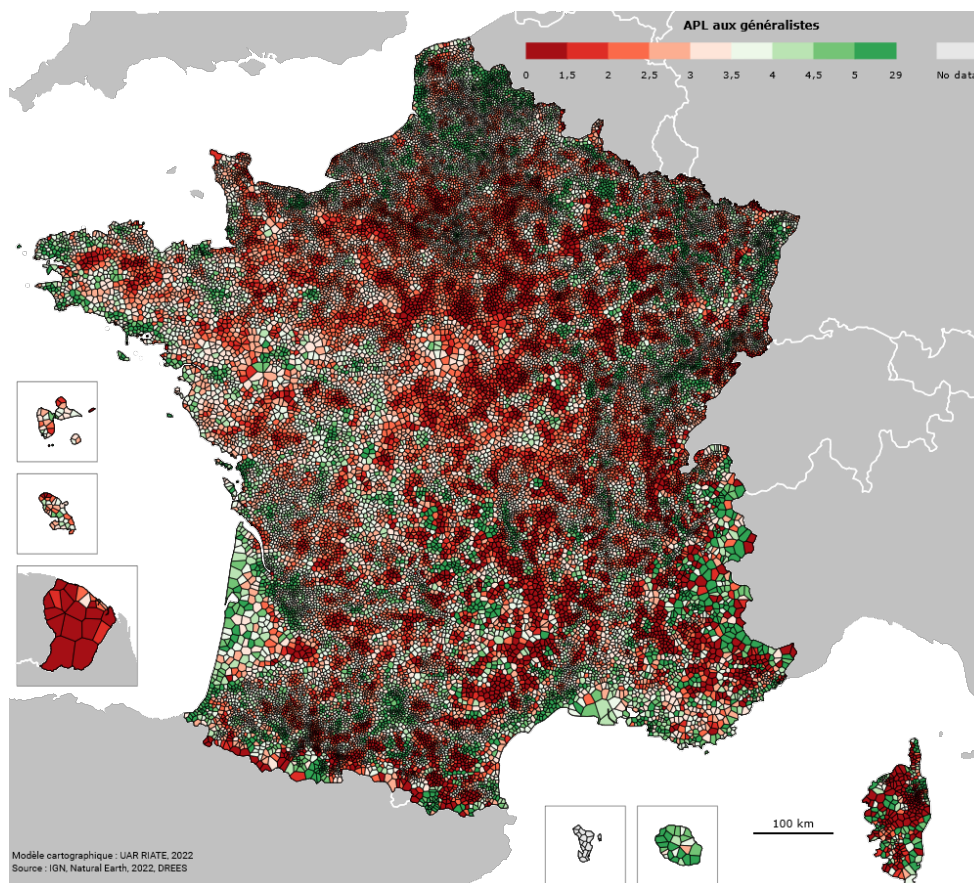 APL aux généralistes
0 1,5 2 2,5 3 3,5 4 4,5 5 29 No data
100 km
Modèle cartographique : UAR RIATE, 2022
Source : IGN, Natural Earth, 2022, DREES